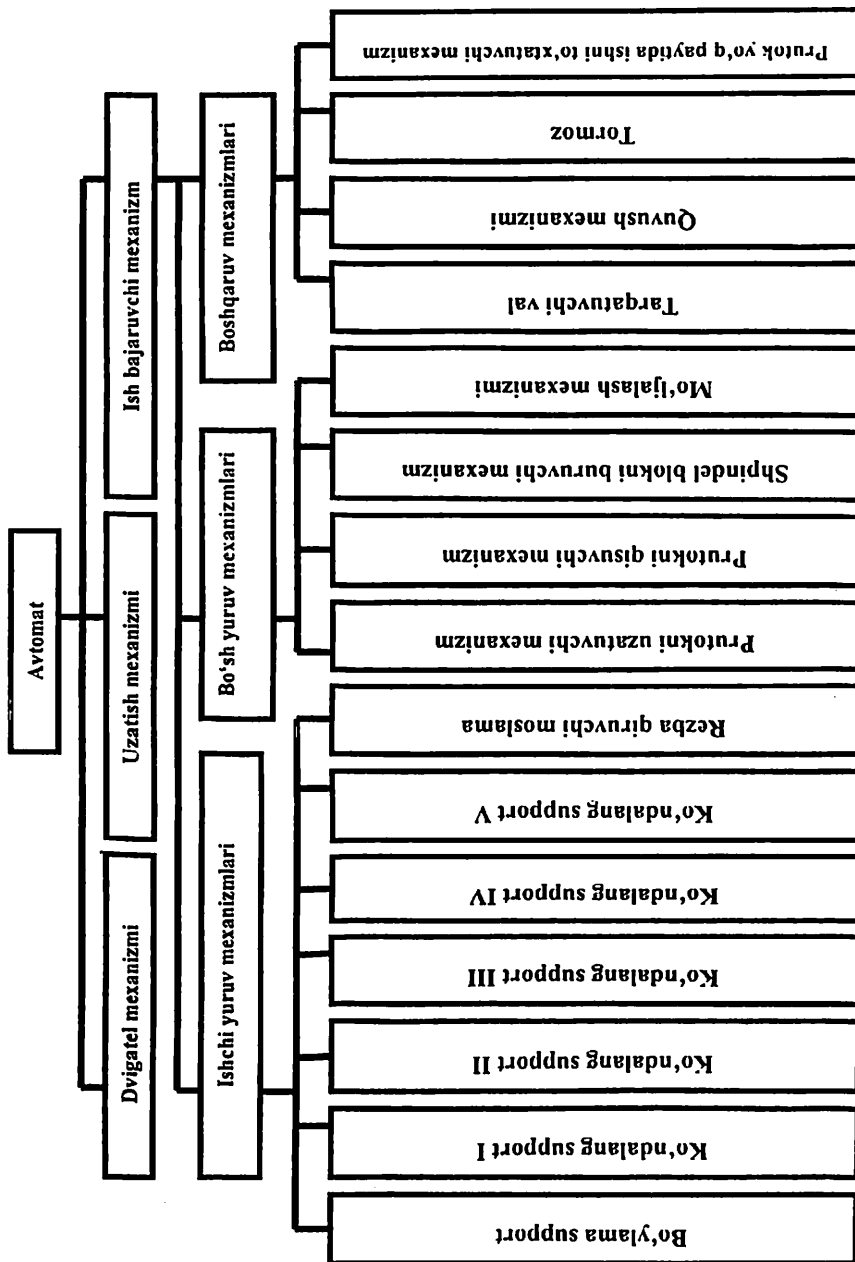 Avtomat
Dvigatel mexanizmi
Uzatish mexanizmi
Ish bajaruvchi mexanizm
Ishchi yuruv mexanizmlari
Bo‘sh yuruv mexanizmlari
Boshqaruv mexanizmlari
Bo‘ylama support
Ko‘ndalang support I
Ko‘ndalang support II
Ko‘ndalang support III
Ko‘ndalang support IV
Ko‘ndalang support V
Rezba qiruvchi moslama
Prutokni uzatuvchi mexanizm
Prutokni qisuvchi mexanizm
Shpindel blokni buruvchi mexanizm
Mo‘ljalash mexanizmi
Tarqatuvchi val
Quvush mexanizmi
Tormoz
Prutok yo‘q paytida ishni to‘xtatuvchi mexanizm